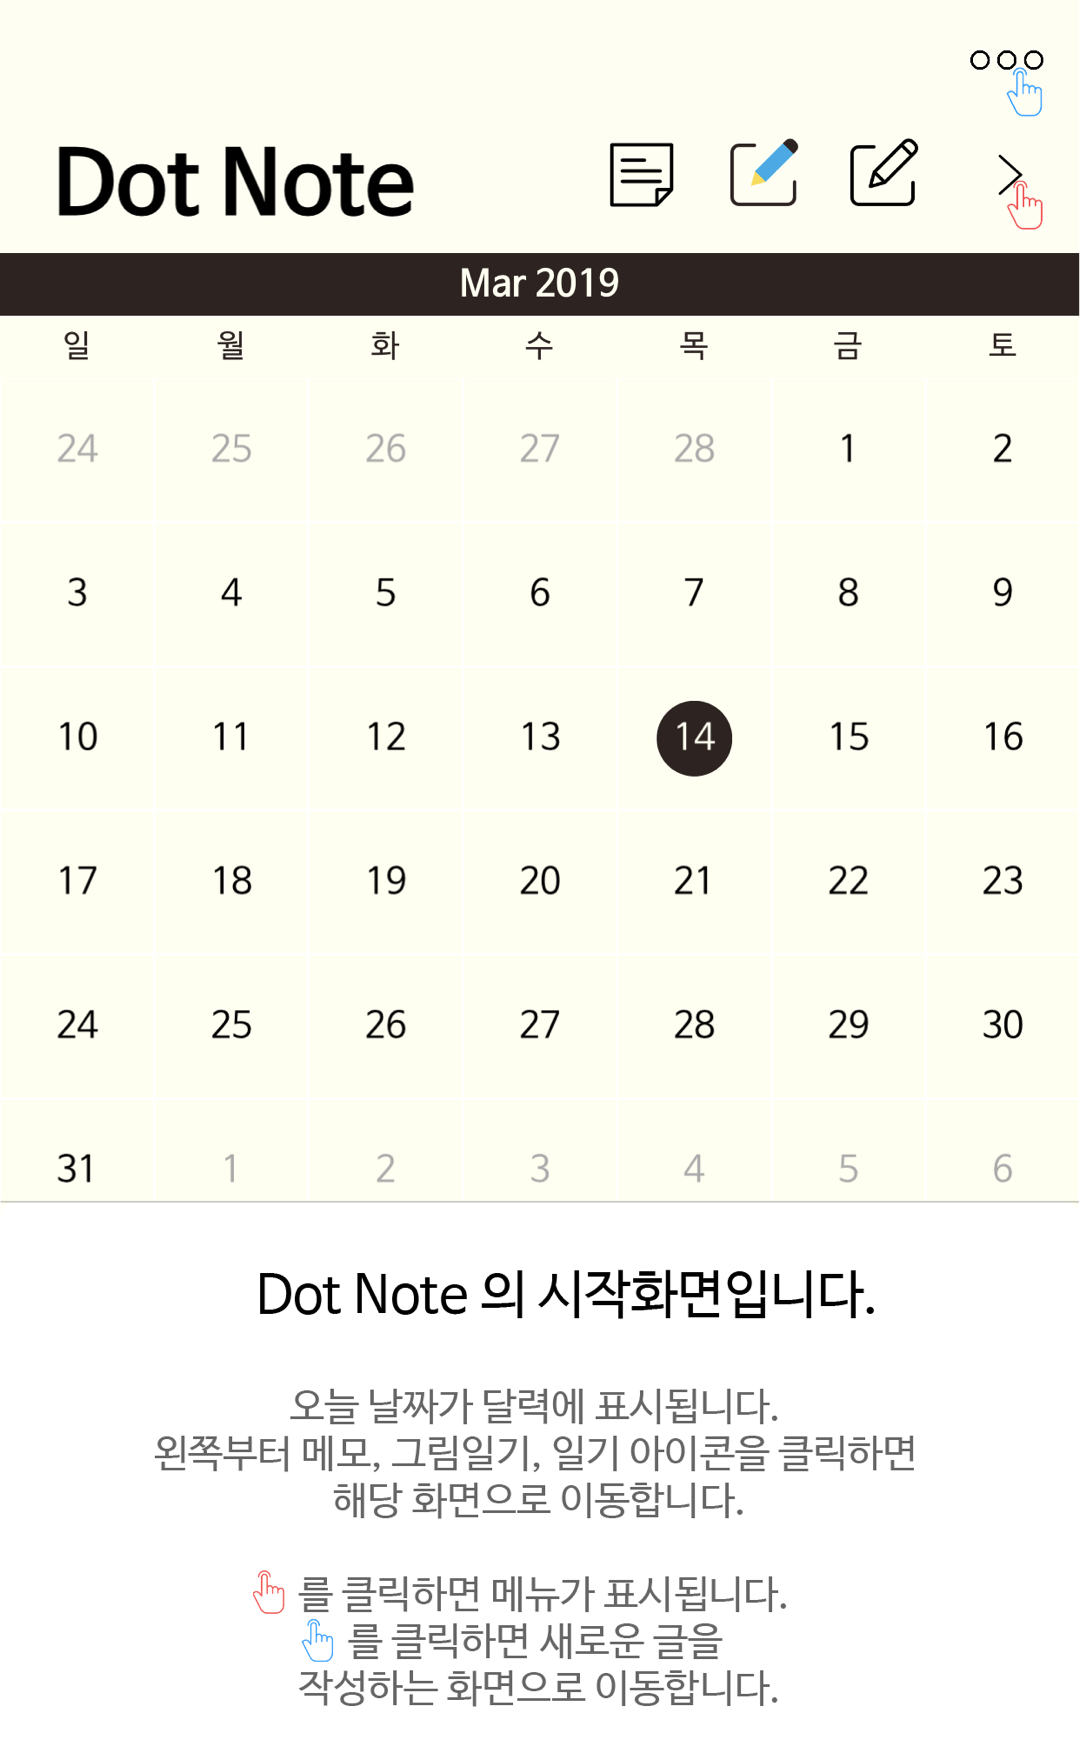 Dot Note
Mar 2019
일 월 화 수 목 금 토
24 25 26 27 28 1 2
3 4 5 6 7 8 9
10 11 12 13 14 15 16
17 18 19 20 21 22 23
24 25 26 27 28 29 30
31 1 2 3 4 5 6
Dot Note 의 시작화면입니다.
오늘 날짜가 달력에 표시됩니다.
왼쪽부터 메모, 그림일기, 일기 아이콘을 클릭하면
해당 화면으로 이동합니다.
를 클릭하면 메뉴가 표시됩니다.
를 클릭하면 새로운 글을
작성하는 화면으로 이동합니다.